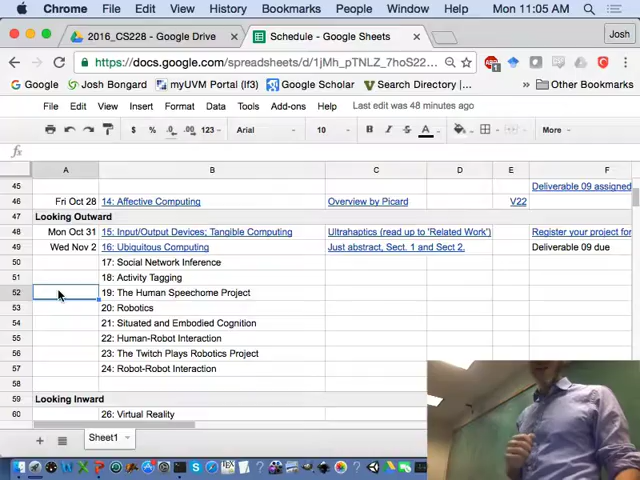 Chrome File Edit View History Bookmarks People Window Help Mon 11:05 AM
2016_CS228 - Google Drive Schedule - Google Sheets Josh
https://docs.google.com/spreadsheets/d/1jMh_pTNLZ_7hoS22...
Google Josh Bongard myUVM Portal (lf3) Google Scholar Search Directory... Other Bookmarks
File Edit View Insert Format Data Tools Add-ons Help Last edit was 48 minutes ago
$ % .0 .00 123 Arial 10 B I S A More
fx
A B C D E F
45 Deliverable 09 assigned
46 Fri Oct 28 14: Affective Computing Overview by Picard V22
47 Looking Outward
48 Mon Oct 31 15: Input/Output Devices; Tangible Computing Ultrahaptics (read up to 'Related Work') Register your project for
49 Wed Nov 2 16: Ubiquitous Computing Just abstract, Sect. 1 and Sect 2. Deliverable 09 due
50 17: Social Network Inference
51 18: Activity Tagging
52 19: The Human Speechome Project
53 20: Robotics
54 21: Situated and Embodied Cognition
55 22: Human-Robot Interaction
56 23: The Twitch Plays Robotics Project
57 24: Robot-Robot Interaction
58
59 Looking Inward
60 26: Virtual Reality
Sheet1